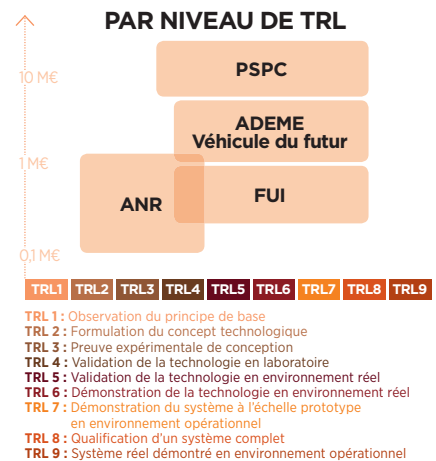 PAR NIVEAU DE TRL
10 M€
PSPC
ADEME
Véhicule du futur
1 M€
ANR
FUI
0,1 M€
TRL1 TRL2 TRL3 TRL4 TRL5 TRL6 TRL7 TRL8 TRL9
TRL 1 : Observation du principe de base
TRL 2 : Formulation du concept technologique
TRL 3 : Preuve expérimentale de conception
TRL 4 : Validation de la technologie en laboratoire
TRL 5 : Validation de la technologie en environnement réel
TRL 6 : Démonstration de la technologie en environnement réel
TRL 7 : Démonstration du système à l'échelle prototype
en environnement opérationnel
TRL 8 : Qualification d'un système complet
TRL 9 : Système réel démontré en environnement opérationnel